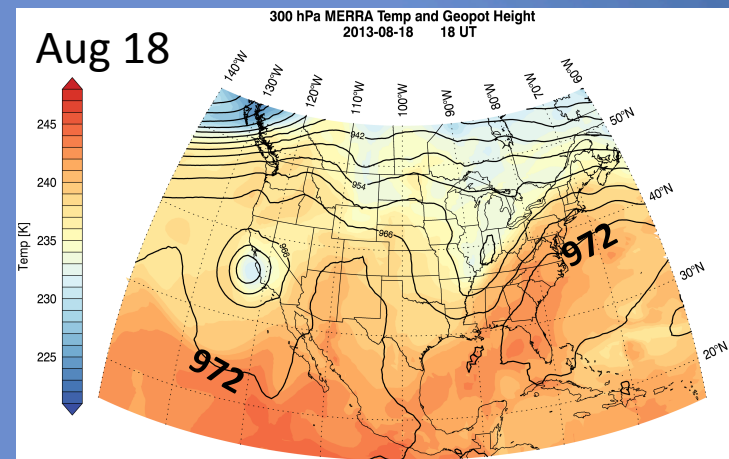 300 hPa MERRA Temp and Geopot Height
2013-08-18 18 UT
Aug 18
140°W 130°W 120°W 110°W 100°W 90°W 80°W 70°W 60°W
50°N
40°N
30°N
20°N
245
240
235
230
225
Temp [K]
942
954
966
966
972
972